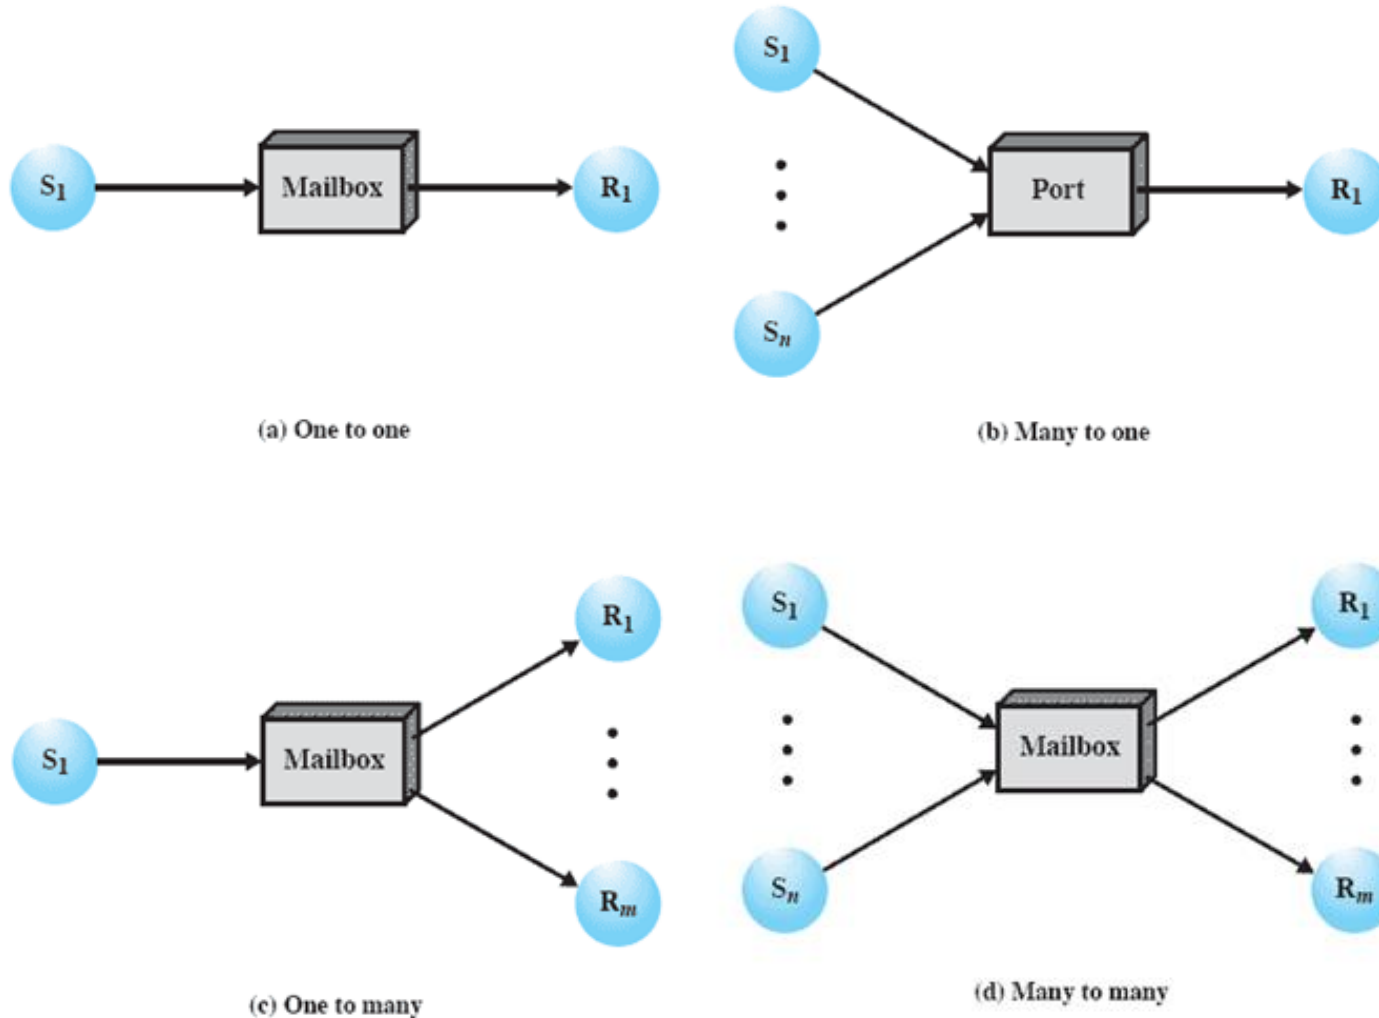 S1
Mailbox
R1
(a) One to one
S1
Sn
Port
R1
(b) Many to one
S1
Mailbox
R1
Rm
(c) One to many
S1
Sn
Mailbox
R1
Rm
(d) Many to many